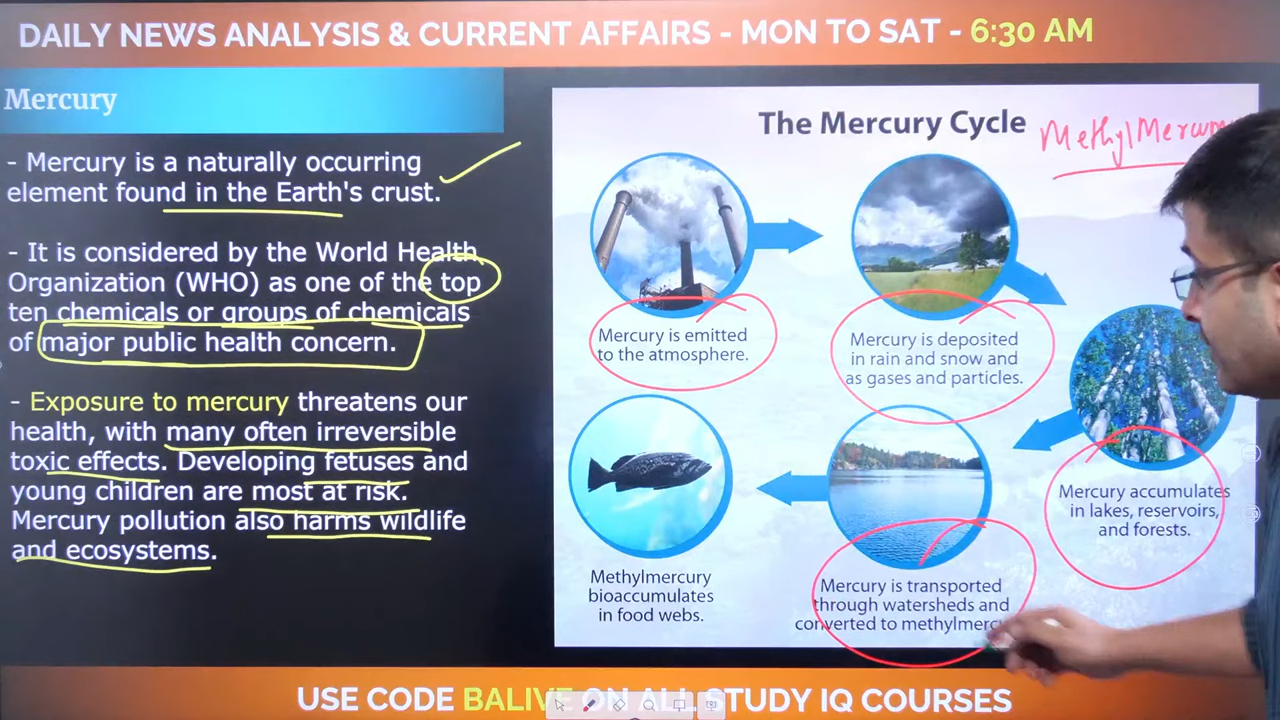 DAILY NEWS ANALYSIS & CURRENT AFFAIRS - MON TO SAT - 6:30 AM
Mercury
- Mercury is a naturally occurring
element found in the Earth's crust.
- It is considered by the World Health
Organization (WHO) as one of the top
ten chemicals or groups of chemicals
of major public health concern.
- Exposure to mercury threatens our
health, with many often irreversible
toxic effects. Developing fetuses and
young children are most at risk.
Mercury pollution also harms wildlife
and ecosystems.
The Mercury Cycle
Mercury is emitted
to the atmosphere.
Mercury is deposited
in rain and snow and
as gases and particles.
Mercury accumulates
in lakes, reservoirs,
and forests.
Mercury is transported
through watersheds and
converted to
Methylmercury
bioaccumulates
in food webs.
USE CODE BALIVE ON ALL STUDY IQ COURSES